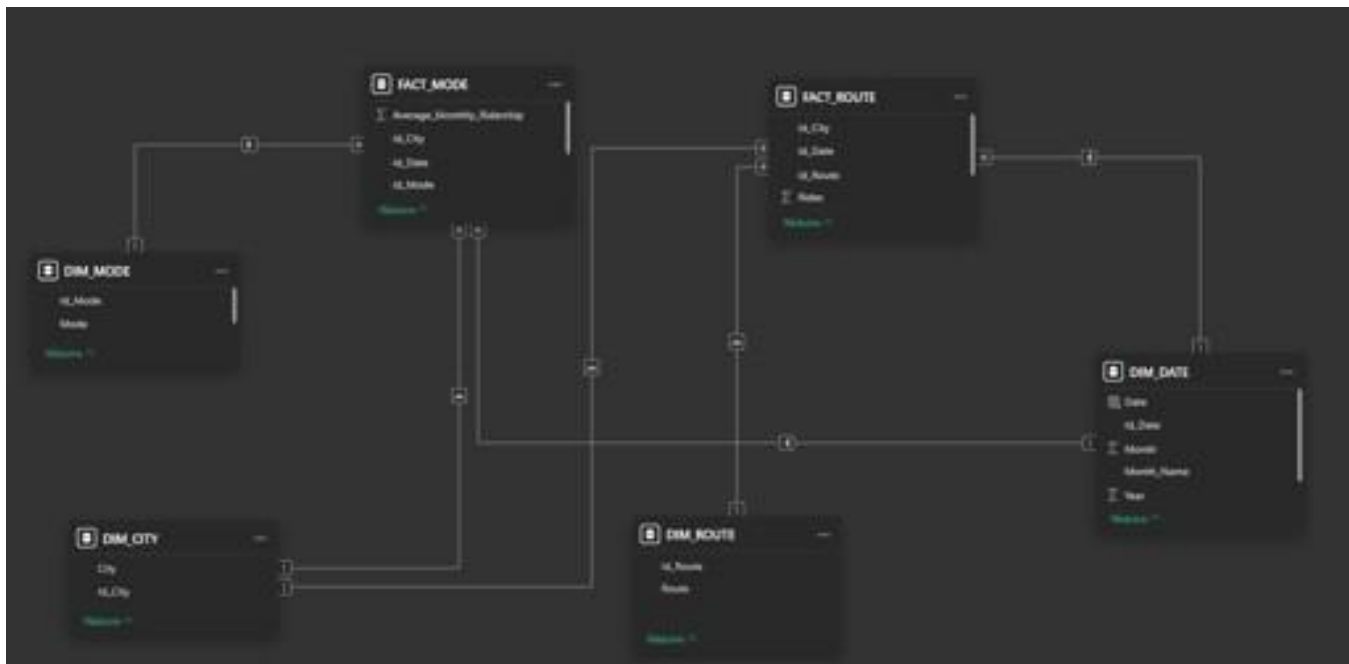 FACT_MODE
Average_Monthly_Ridership
Id_City
Id_Date
Id_Mode
FACT_ROUTE
Id_City
Id_Date
Id_Route
Rides
DIM_MODE
Id_Mode
Mode
DIM_DATE
Date
Id_Date
Month
Month_Name
Year
DIM_CITY
City
Id_City
DIM_ROUTE
Id_Route
Route